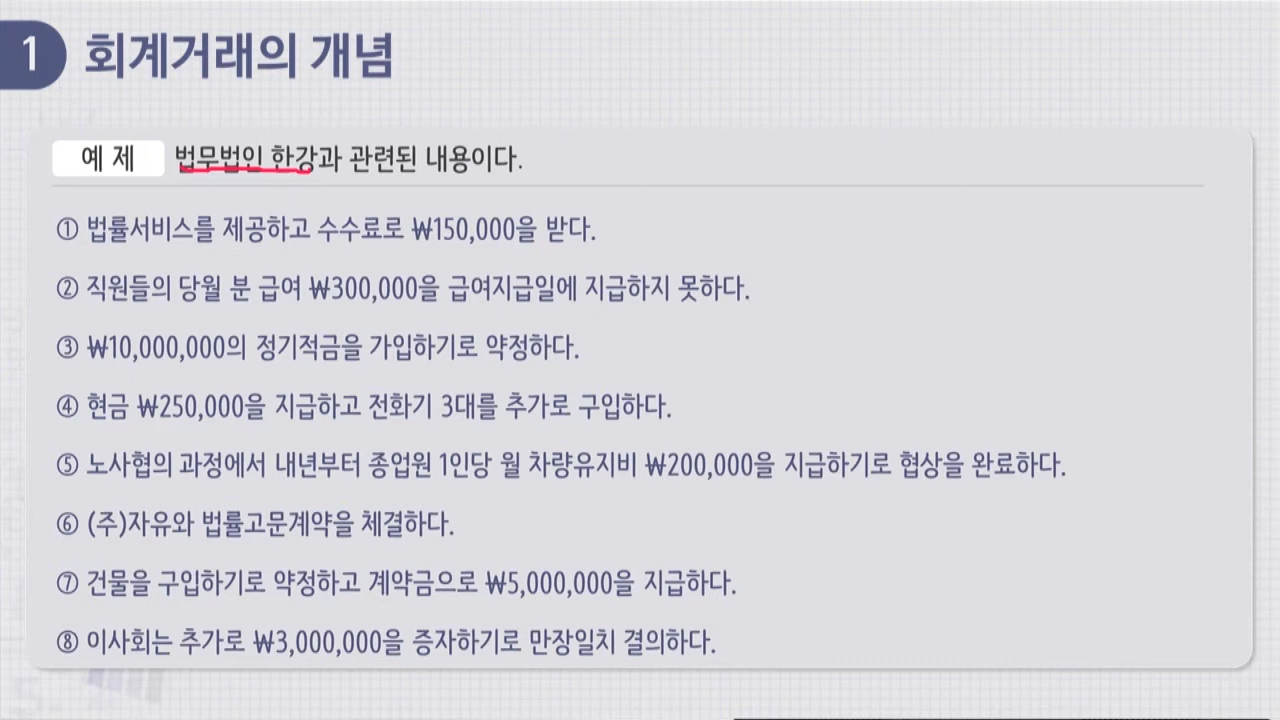 1 회계거래의 개념
예 제 법무법인 한강과 관련된 내용이다.
① 법률서비스를 제공하고 수수료로 ₩150,000을 받다.
② 직원들의 당월 분 급여 ₩300,000을 급여지급일에 지급하지 못하다.
③ ₩10,000,000의 정기적금을 가입하기로 약정하다.
④ 현금 ₩250,000을 지급하고 전화기 3대를 추가로 구입하다.
⑤ 노사협의 과정에서 내년부터 종업원 1인당 월 차량유지비 ₩200,000을 지급하기로 협상을 완료하다.
⑥ (주)자유와 법률고문계약을 체결하다.
⑦ 건물을 구입하기로 약정하고 계약금으로 ₩5,000,000을 지급하다.
⑧ 이사회는 추가로 ₩3,000,000을 증자하기로 만장일치 결의하다.